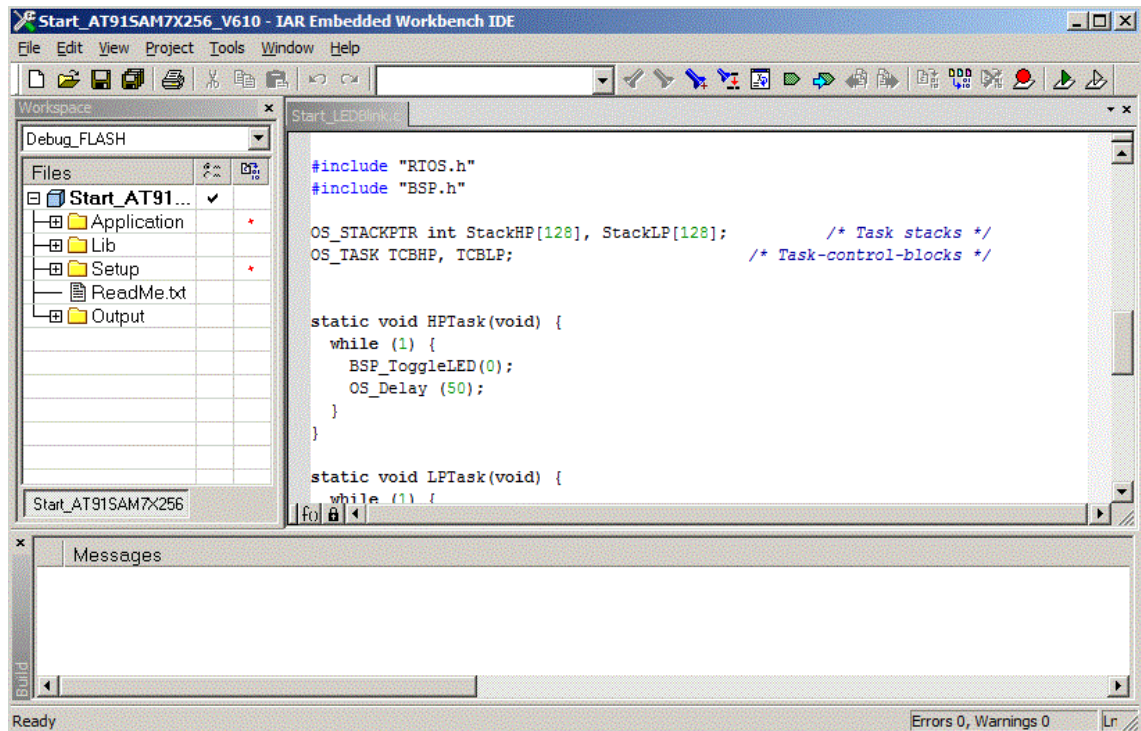 Start_AT91SAM7X256_V610 - IAR Embedded Workbench IDE
File Edit View Project Tools Window Help
Workspace
Start_LEDBlink.c
Debug_FLASH
Files
Start_AT91...
Application
Lib
Setup
ReadMe.txt
Output
Start_AT91SAM7X256
#include "RTOS.h"
#include "BSP.h"
OS_STACKPTR int StackHP[128], StackLP[128]; /* Task stacks */
OS_TASK TCBHP, TCBLP; /* Task-control-blocks */
static void HPTask(void) {
while (1) {
BSP_ToggleLED(0);
OS_Delay (50);
}
}
static void LPTask(void) {
while (1) {
Messages
Build
Ready
Errors 0, Warnings 0
Ln